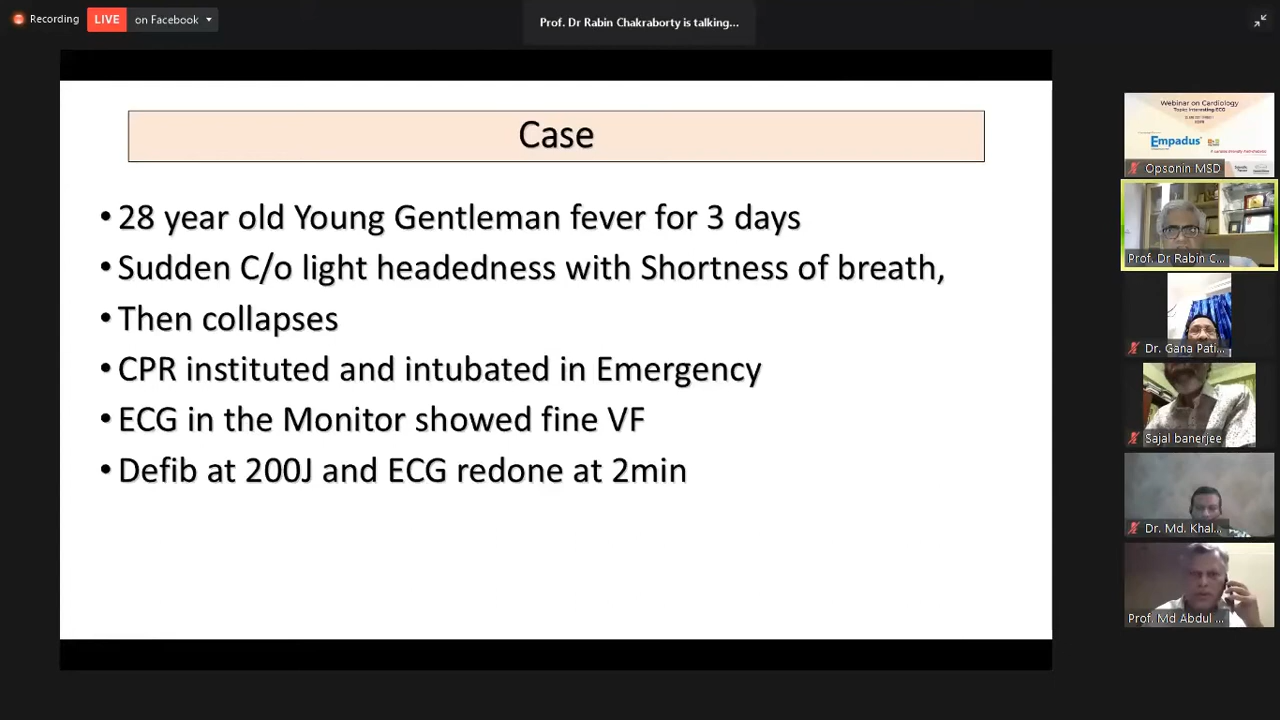 Recording
LIVE on Facebook
Prof. Dr Rabin Chakraborty is talking...
Case
• 28 year old Young Gentleman fever for 3 days
• Sudden C/o light headedness with Shortness of breath,
• Then collapses
• CPR instituted and intubated in Emergency
• ECG in the Monitor showed fine VF
• Defib at 200J and ECG redone at 2min
Webinar on Cardiology
Topic: Interesting ECG
Empadus
Opsonin MSD
Prof. Dr Rabin C...
Dr. Gana Pati...
Sajal banerjee
Dr. Md. Khal...
Prof. Md Abdul ...